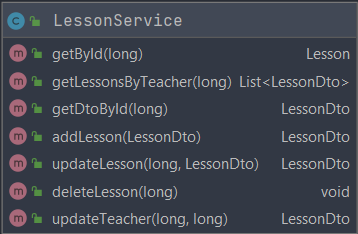 C LessonService
m getById(long) Lesson
m getLessonsByTeacher(long) List<LessonDto>
m getDtoById(long) LessonDto
m addLesson(LessonDto) LessonDto
m updateLesson(long, LessonDto) LessonDto
m deleteLesson(long) void
m updateTeacher(long, long) LessonDto